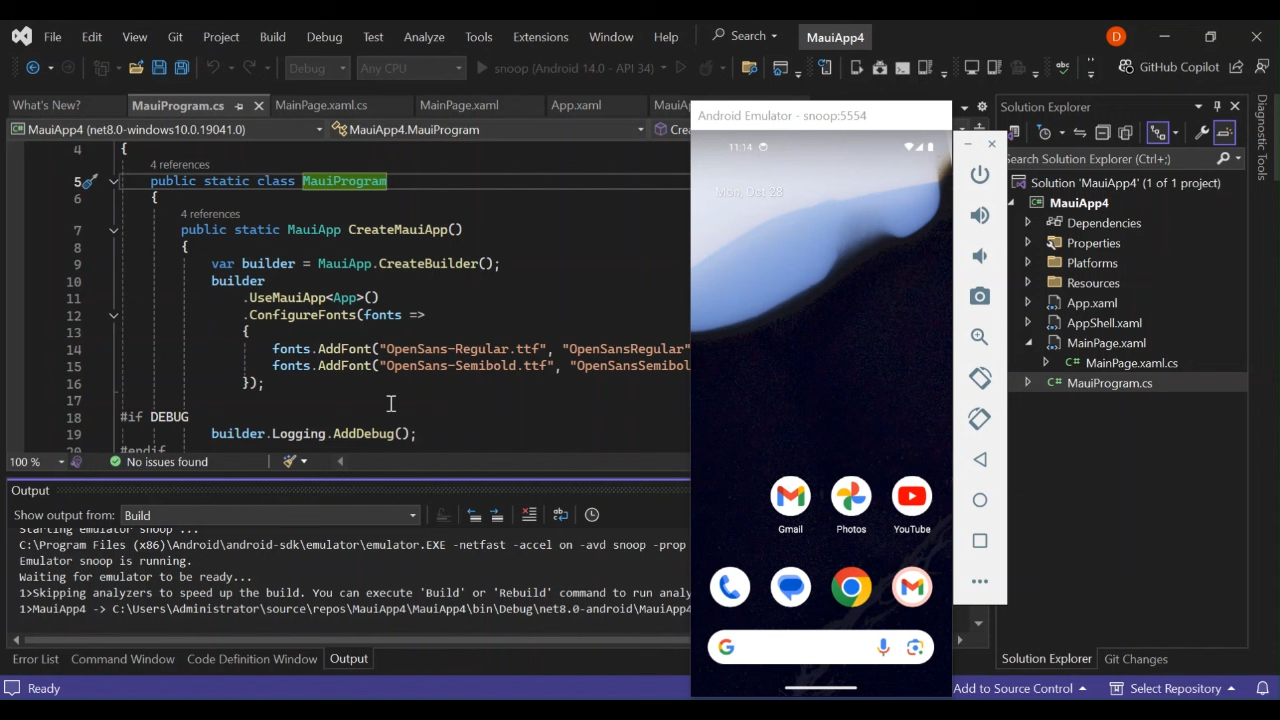 File Edit View Git Project Build Debug Test Analyze Tools Extensions Window Help Search MauiApp4 D
Debug Any CPU snoop (Android 14.0 - API 34) GitHub Copilot
What's New? MauiProgram.cs MainPage.xaml.cs MainPage.xaml App.xaml
MauiApp4 (net8.0-windows10.0.19041.0) MauiApp4.MauiProgram
4 {
4 references
5 public static class MauiProgram
6 {
4 references
7 public static MauiApp CreateMauiApp()
8 {
9 var builder = MauiApp.CreateBuilder();
10 builder
11 .UseMauiApp<App>()
12 .ConfigureFonts(fonts =>
13 {
14 fonts.AddFont("OpenSans-Regular.ttf", "OpenSansRegular"
15 fonts.AddFont("OpenSans-Semibold.ttf", "OpenSansSemibol
16 });
17
18 #if DEBUG
19 builder.Logging.AddDebug();
20 #endif
100 % No issues found
Output
Show output from: Build
Starting emulator snoop ...
C:\Program Files (x86)\Android\android-sdk\emulator\emulator.EXE -netfast -accel on -avd snoop -prop
Emulator snoop is running.
Waiting for emulator to be ready...
1>Skipping analyzers to speed up the build. You can execute 'Build' or 'Rebuild' command to run analy
1>MauiApp4 -> C:\Users\Administrator\source\repos\MauiApp4\MauiApp4\bin\Debug\net8.0-android\MauiApp4
Error List Command Window Code Definition Window Output
Ready
Android Emulator - snoop:5554
11:14
Mon, Oct 28
Gmail Photos YouTube
Solution Explorer
Search Solution Explorer (Ctrl+;)
Solution 'MauiApp4' (1 of 1 project)
MauiApp4
Dependencies
Properties
Platforms
Resources
App.xaml
AppShell.xaml
MainPage.xaml
C# MainPage.xaml.cs
C# MauiProgram.cs
Solution Explorer Git Changes
Add to Source Control Select Repository
Diagnostic Tools